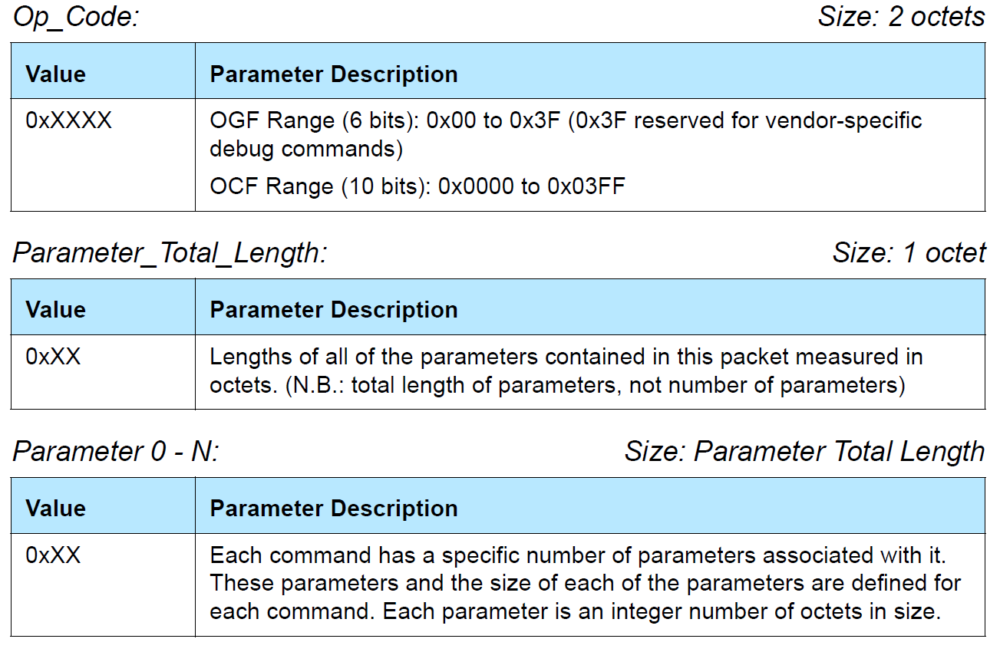 Op_Code: Size: 2 octets
Value Parameter Description
0xXXXX OGF Range (6 bits): 0x00 to 0x3F (0x3F reserved for vendor-specific
debug commands)
OCF Range (10 bits): 0x0000 to 0x03FF
Parameter_Total_Length: Size: 1 octet
Value Parameter Description
0xXX Lengths of all of the parameters contained in this packet measured in
octets. (N.B.: total length of parameters, not number of parameters)
Parameter 0 - N: Size: Parameter Total Length
Value Parameter Description
0xXX Each command has a specific number of parameters associated with it.
These parameters and the size of each of the parameters are defined for
each command. Each parameter is an integer number of octets in size.